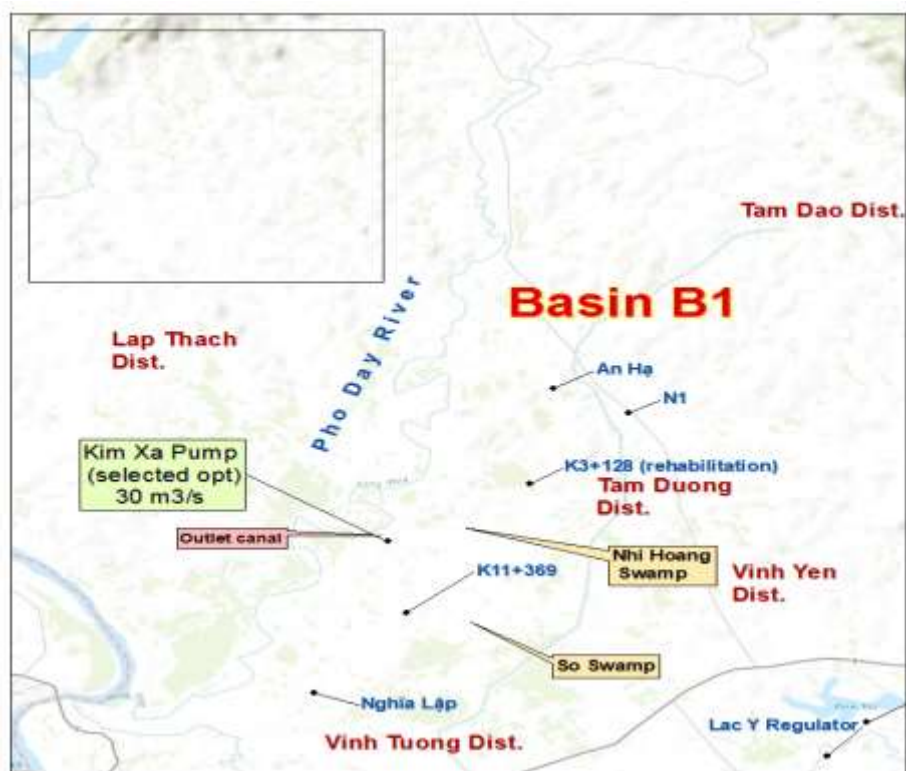 Tam Dao Dist.
Basin B1
Pho Day River
Lap Thach
Dist.
An Hạ
N1
Kim Xa Pump
(selected opt)
30 m3/s
K3+128 (rehabilitation)
Tam Duong
Dist.
Outlet canal
Nhi Hoang
Swamp
Vinh Yen
Dist.
K11+369
So Swamp
Nghĩa Lập
Lac Y Regulator
Vinh Tuong Dist.